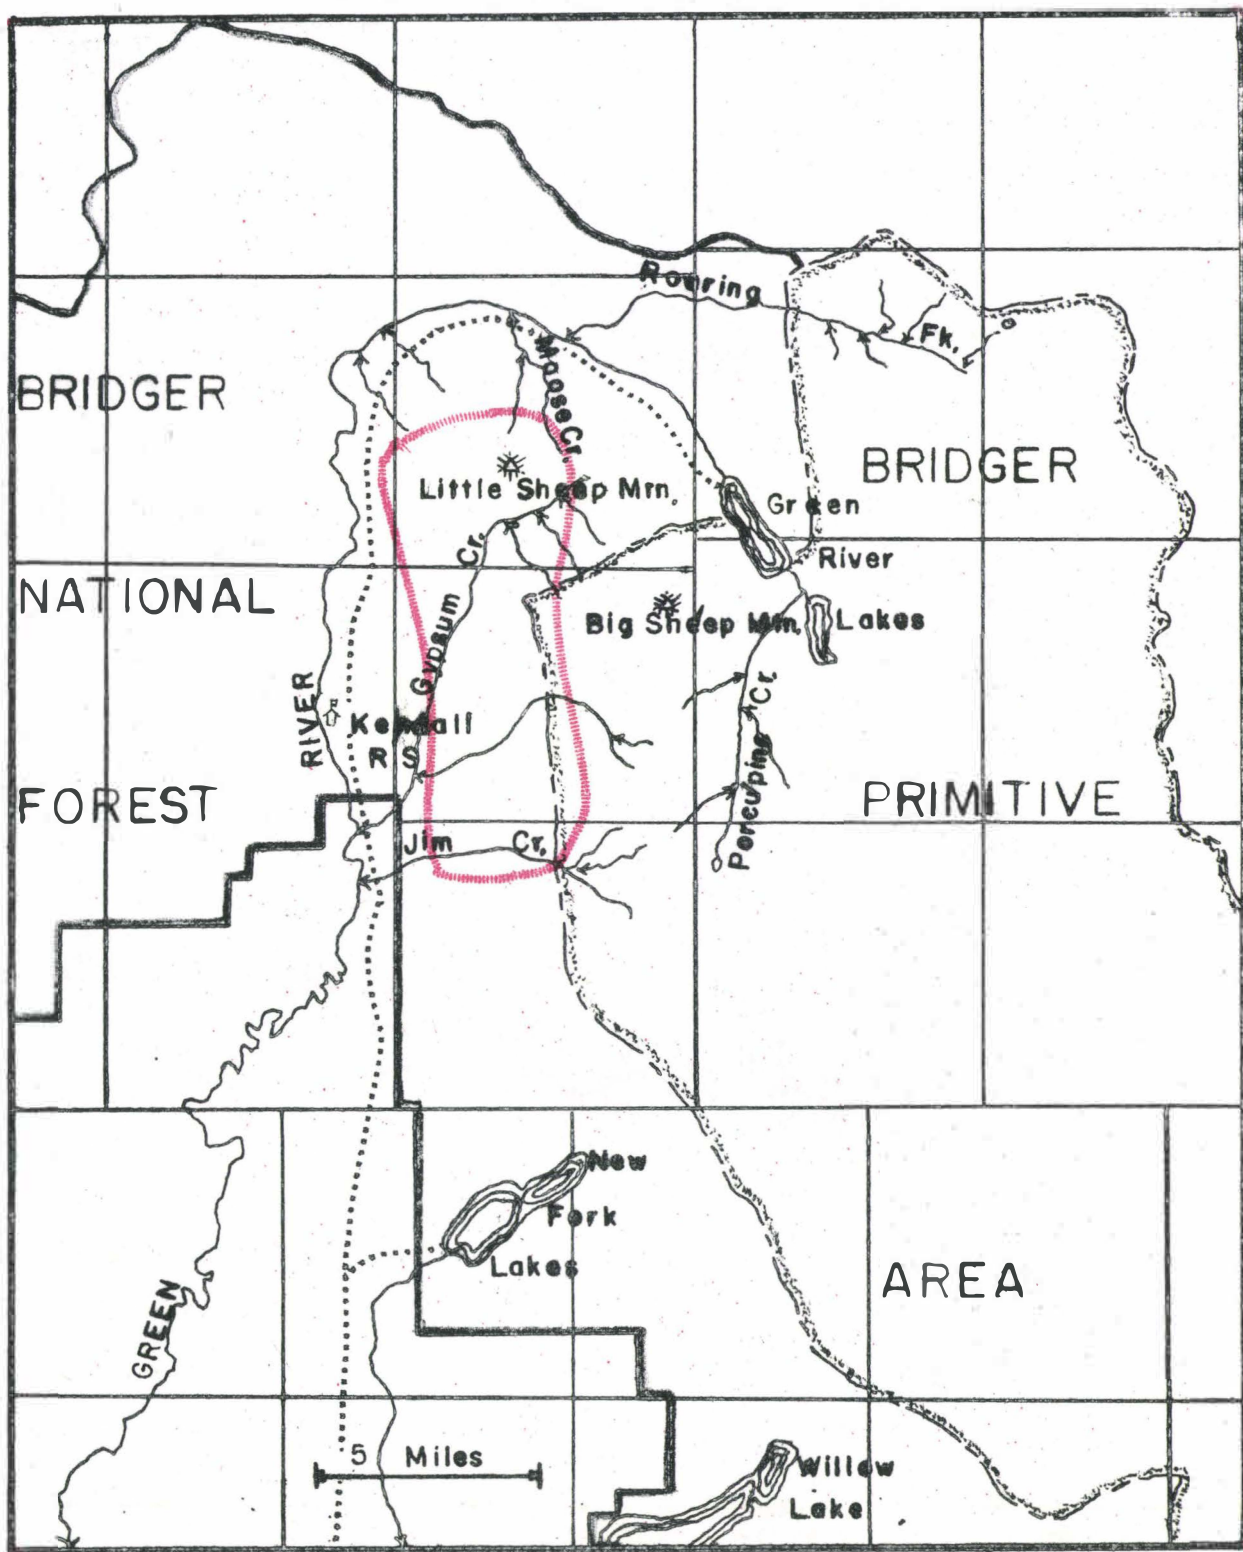 Roaring
Fk.
Moose Cr.
BRIDGER
BRIDGER
Little Sheep Mtn.
Green
River
Lakes
Gypsum Cr.
NATIONAL
Big Sheep Mtn.
RIVER
Kendall
R S
Porcupine Cr.
FOREST
PRIMITIVE
Jim Cr.
New
Fork
Lakes
AREA
GREEN
5 Miles
Willow
Lake